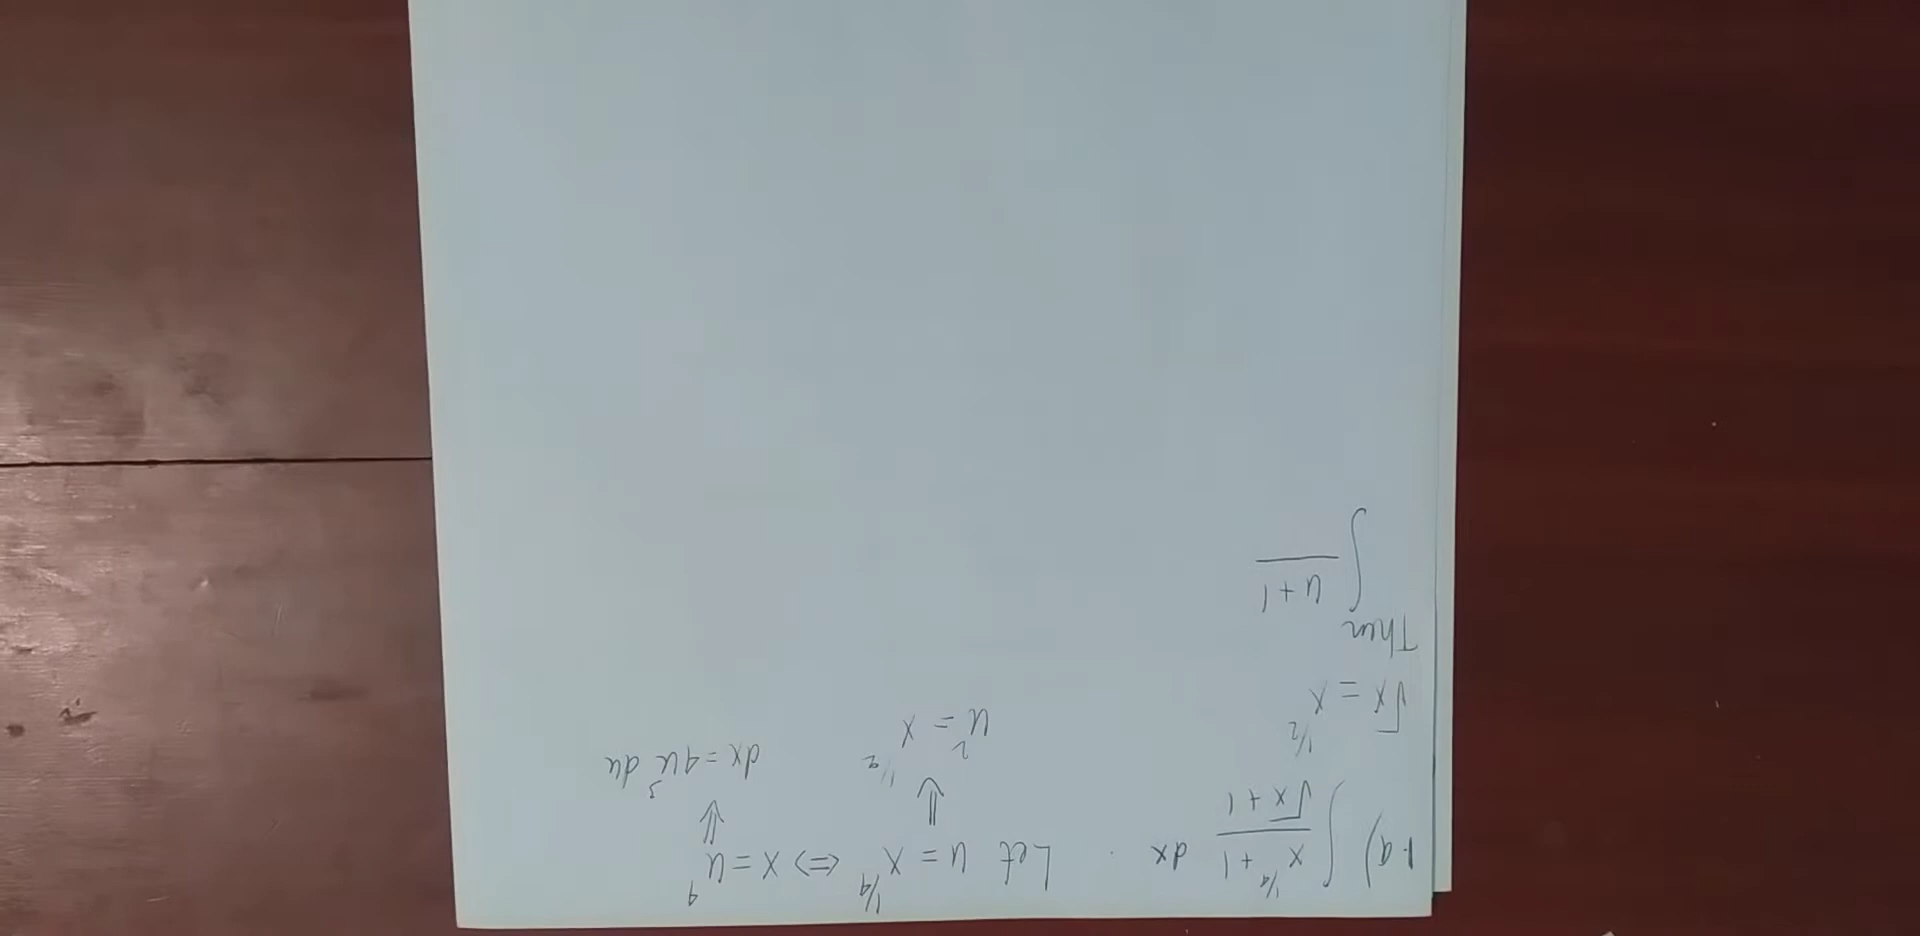 1.a) ∫ (x^{1/4} + 1)/(√x + 1) dx . Let u = x^{1/4} ⇔ x = u^4
⇓ ⇓
√x = x^{1/2} u^2 = x^{1/2} dx = 4u^3 du
Then
∫ u + 1